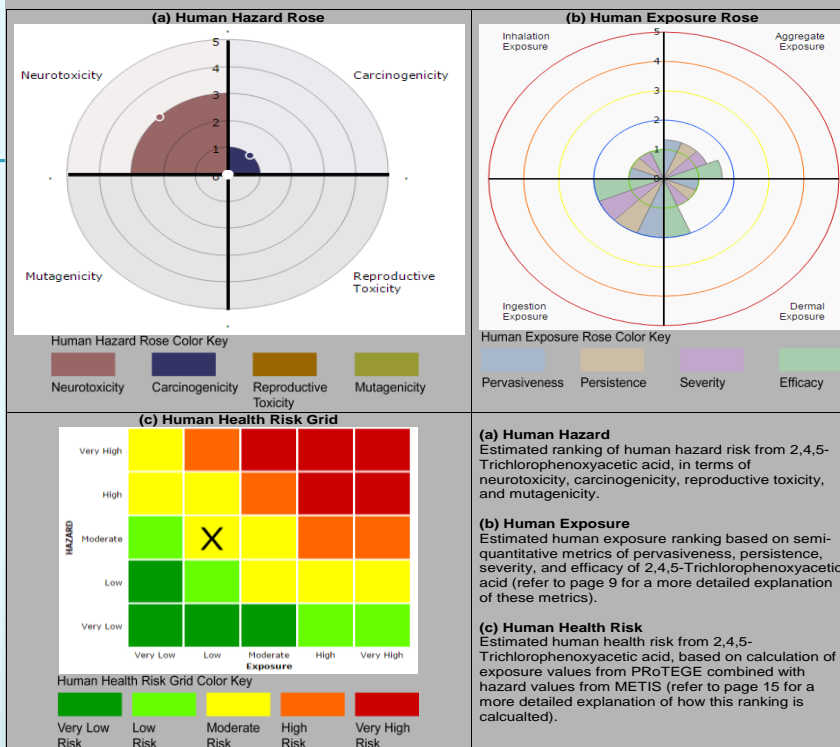 (a) Human Hazard Rose
5
4
3
2
1
0
Neurotoxicity
Carcinogenicity
Mutagenicity
Reproductive
Toxicity
Human Hazard Rose Color Key
Neurotoxicity
Carcinogenicity
Reproductive
Toxicity
Mutagenicity
(b) Human Exposure Rose
Inhalation
Exposure
Aggregate
Exposure
5
4
3
2
1
0
Ingestion
Exposure
Dermal
Exposure
Human Exposure Rose Color Key
Pervasiveness
Persistence
Severity
Efficacy
(c) Human Health Risk Grid
HAZARD
Very High
High
Moderate
X
Low
Very Low
Very Low
Low
Moderate
High
Very High
Exposure
Human Health Risk Grid Color Key
Very Low
Risk
Low
Risk
Moderate
Risk
High
Risk
Very High
Risk
(a) Human Hazard
Estimated ranking of human hazard risk from 2,4,5-
Trichlorophenoxyacetic acid, in terms of
neurotoxicity, carcinogenicity, reproductive toxicity,
and mutagenicity.
(b) Human Exposure
Estimated human exposure ranking based on semi-
quantitative metrics of pervasiveness, persistence,
severity, and efficacy of 2,4,5-Trichlorophenoxyacetic
acid (refer to page 9 for a more detailed explanation
of these metrics).
(c) Human Health Risk
Estimated human health risk from 2,4,5-
Trichlorophenoxyacetic acid, based on calculation of
exposure values from PRoTEGE combined with
hazard values from METIS (refer to page 15 for a
more detailed explanation of how this ranking is
calcualted).